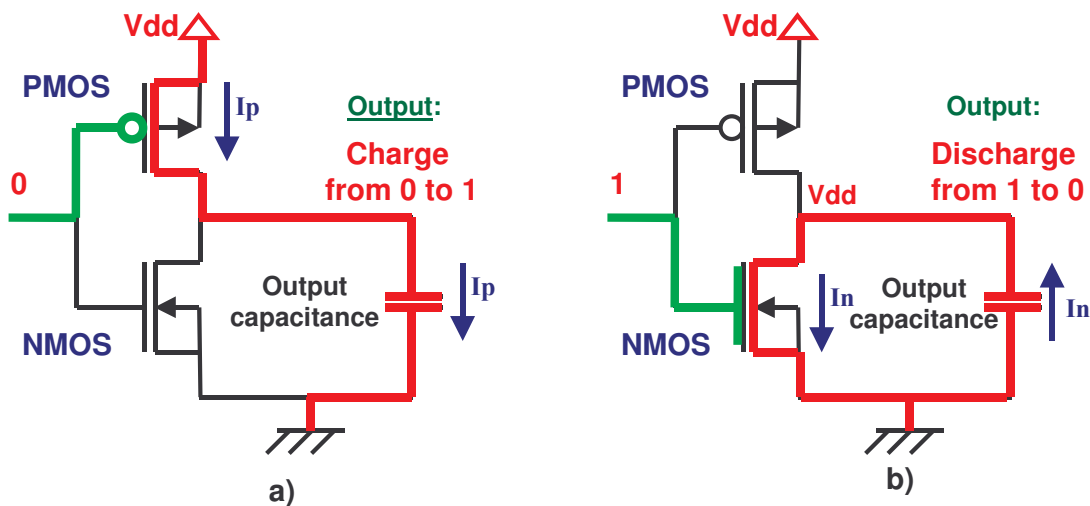 Vdd
PMOS
Ip
Output:
0
Charge
from 0 to 1
Output
capacitance
Ip
NMOS
a)
Vdd
PMOS
Output:
1
Discharge
from 1 to 0
Vdd
In
Output
capacitance
In
NMOS
b)